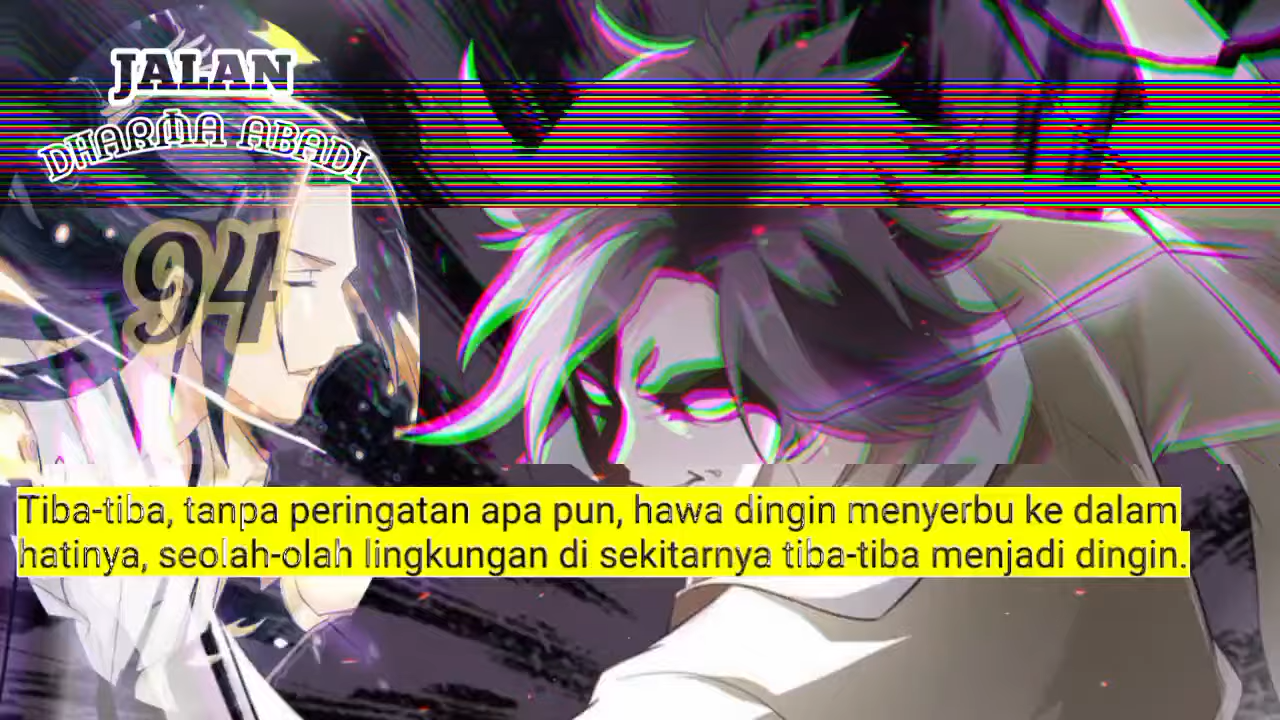 JALAN
DHARMA ABADI
94
Tiba-tiba, tanpa peringatan apa pun, hawa dingin menyerbu ke dalam
hatinya, seolah-olah lingkungan di sekitarnya tiba-tiba menjadi dingin.